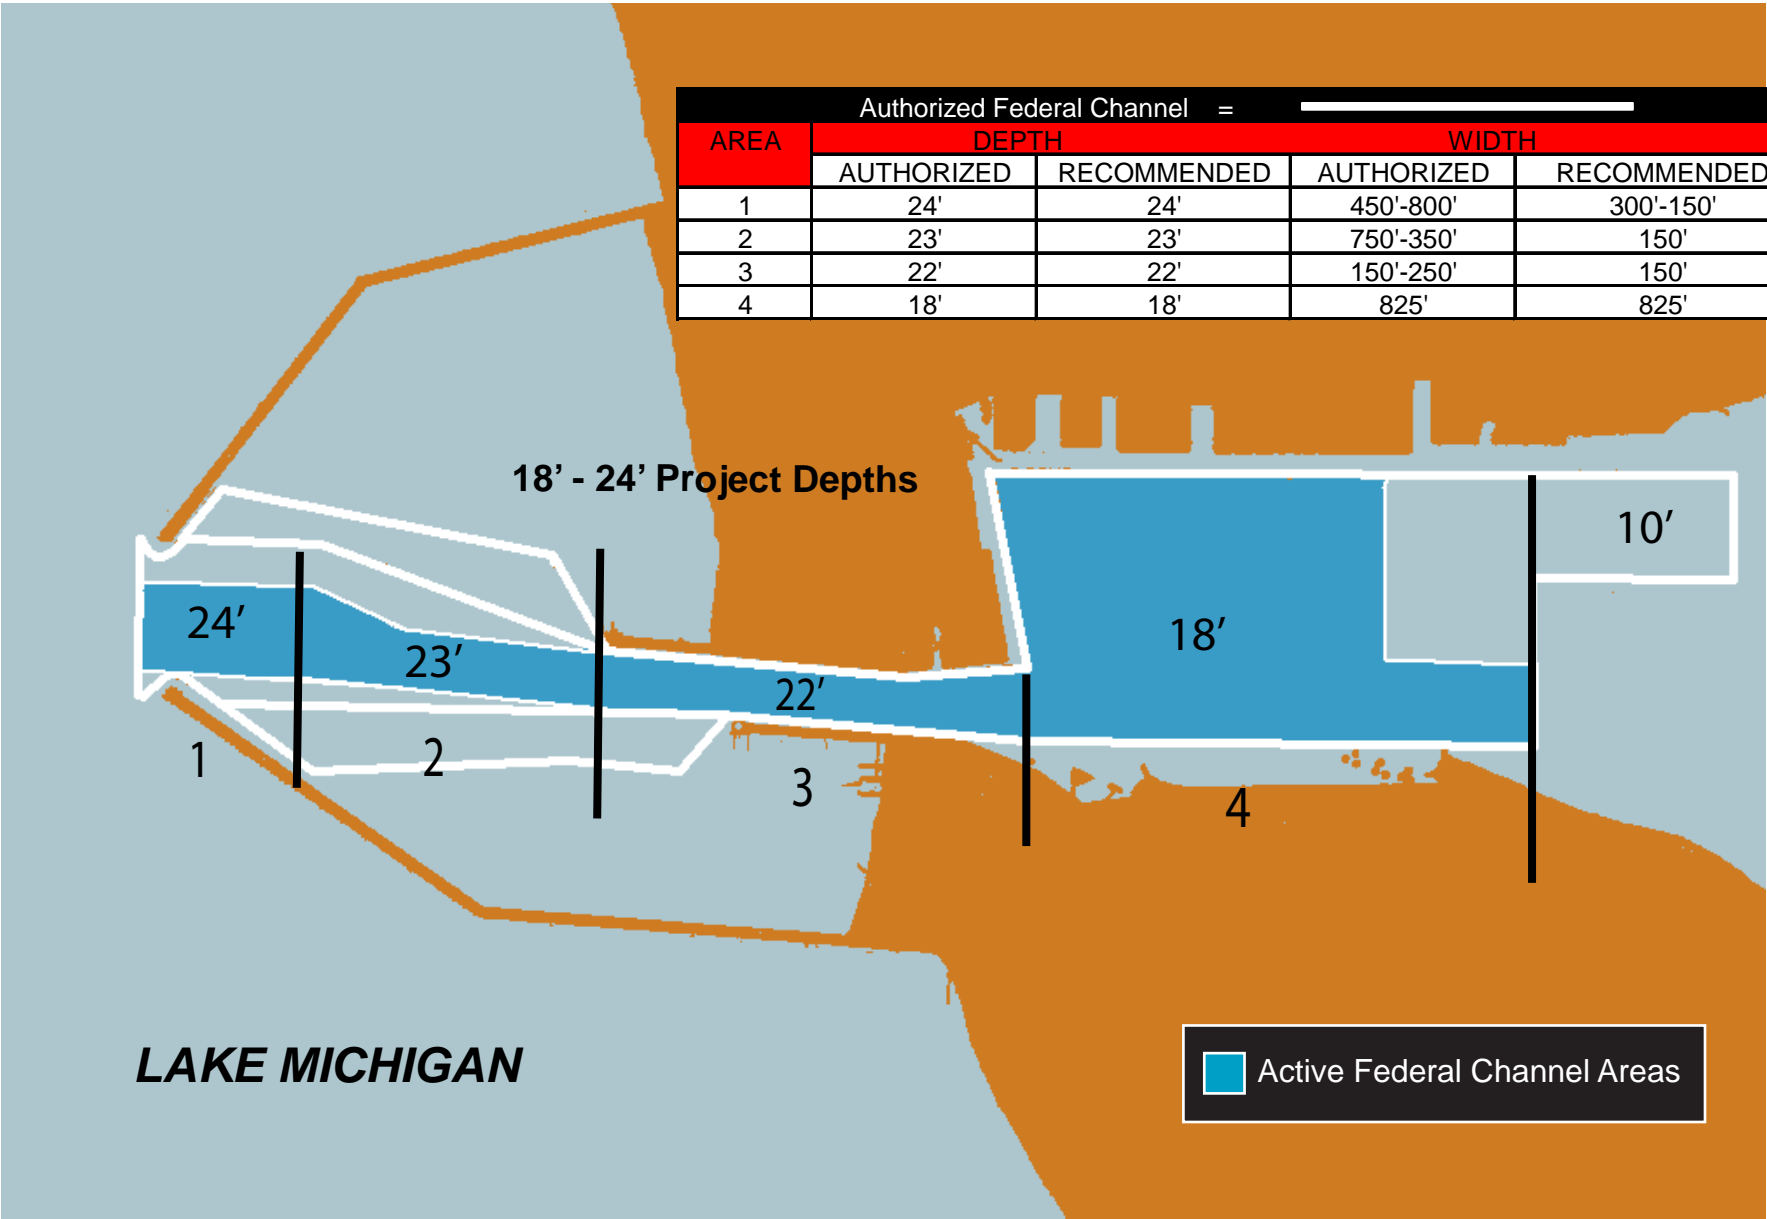 Authorized Federal Channel =
AREA DEPTH WIDTH
AUTHORIZED RECOMMENDED AUTHORIZED RECOMMENDED
1 24' 24' 450'-800' 300'-150'
2 23' 23' 750'-350' 150'
3 22' 22' 150'-250' 150'
4 18' 18' 825' 825'
18’ - 24’ Project Depths
10’
24’
23’
18’
22’
1
2
3
4
LAKE MICHIGAN
Active Federal Channel Areas